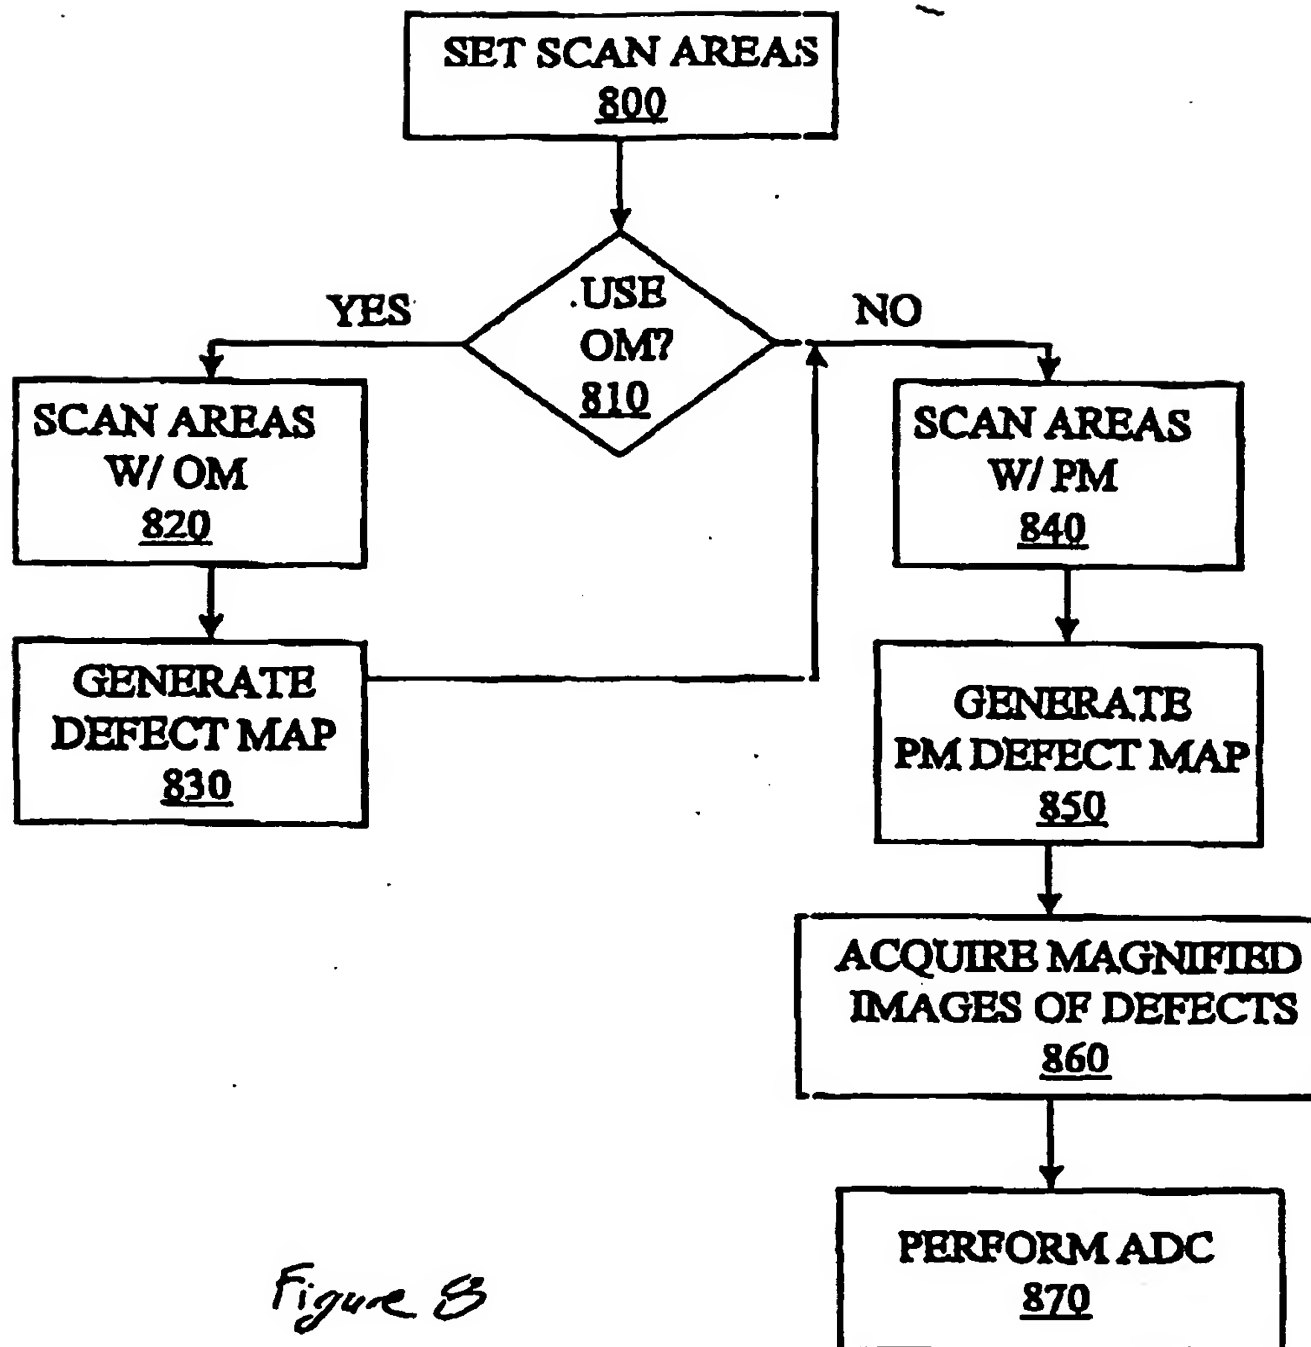 SET SCAN AREAS
800
USE
OM?
810
YES
NO
SCAN AREAS
W/ OM
820
SCAN AREAS
W/ PM
840
GENERATE
DEFECT MAP
830
GENERATE
PM DEFECT MAP
850
ACQUIRE MAGNIFIED
IMAGES OF DEFECTS
860
PERFORM ADC
870
Figure 8